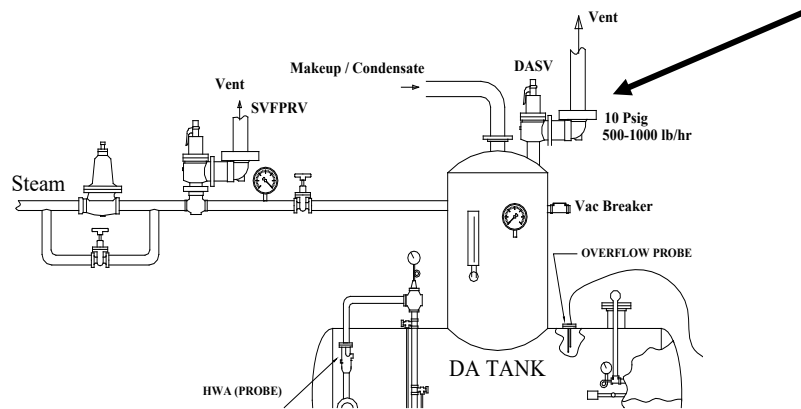 Vent
Makeup / Condensate
DASV
Vent
SVFPRV
10 Psig
500-1000 lb/hr
Steam
Vac Breaker
OVERFLOW PROBE
DA TANK
HWA (PROBE)